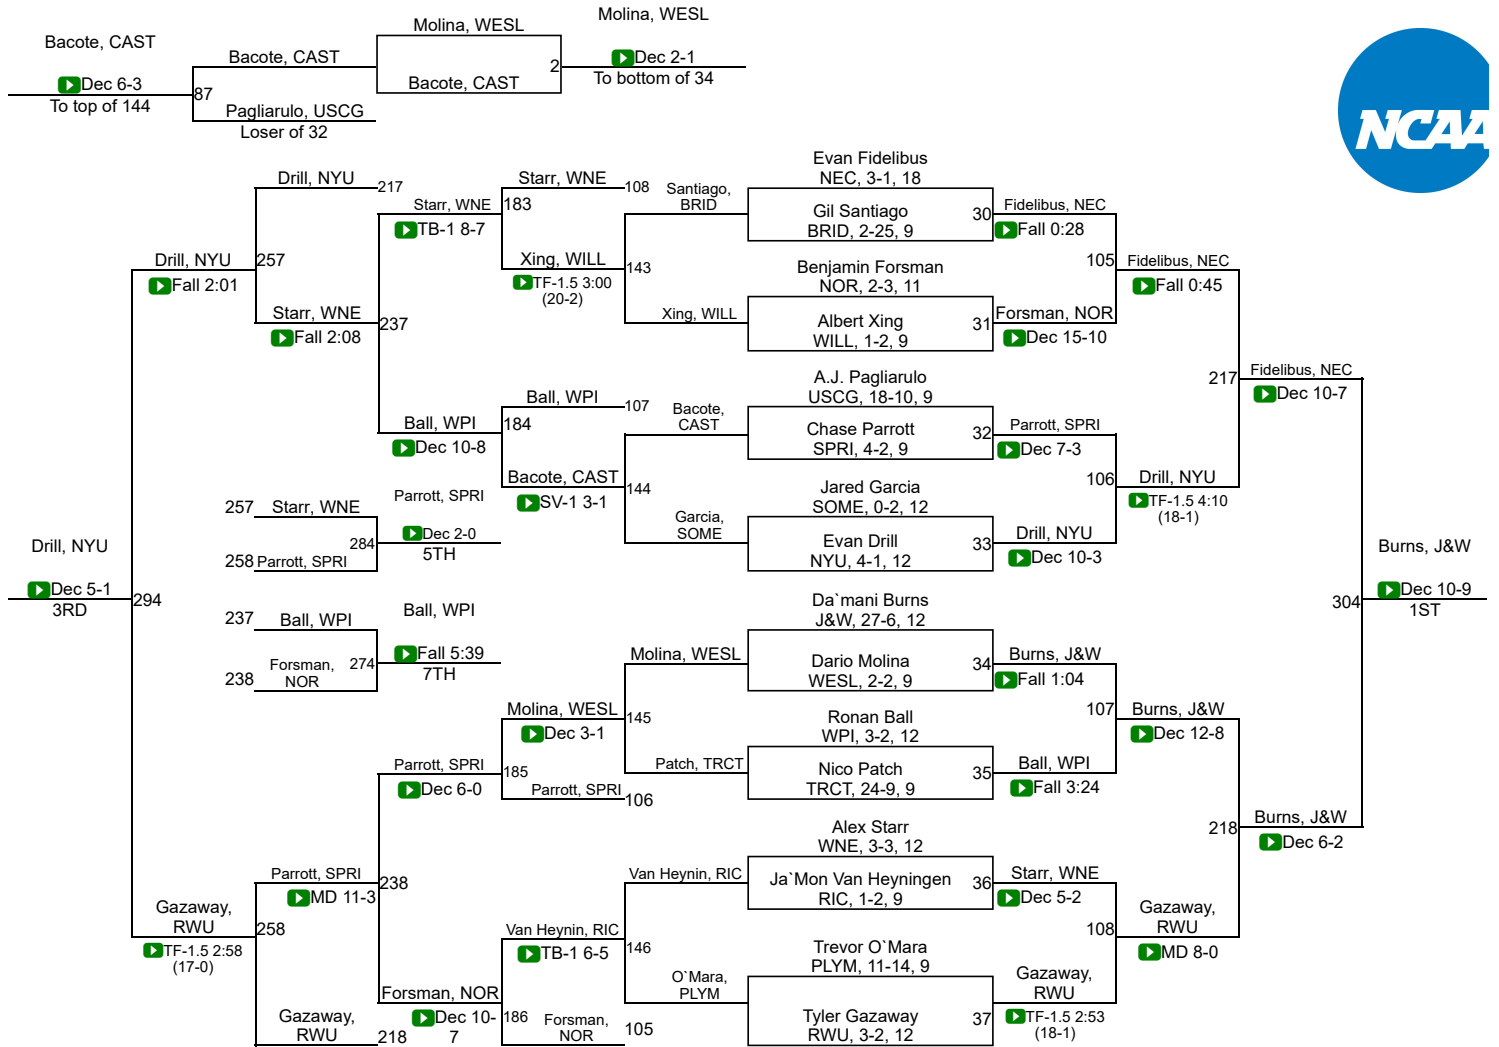 Molina, WESL
Molina, WESL
Bacote, CAST
Bacote, CAST
2
Dec 2-1
Dec 6-3
Bacote, CAST
To bottom of 34
87
To top of 144
Pagliarulo, USCG
Loser of 32
NCAA
Evan Fidelibus
NEC, 3-1, 18
Drill, NYU
217
Starr, WNE
108
Santiago,
BRID
Starr, WNE
183
Gil Santiago
BRID, 2-25, 9
30
Fidelibus, NEC
TB-1 8-7
Fall 0:28
Drill, NYU
257
Xing, WILL
143
Benjamin Forsman
NOR, 2-3, 11
105
Fidelibus, NEC
Fall 2:01
TF-1.5 3:00
(20-2)
Fall 0:45
Starr, WNE
237
Xing, WILL
Albert Xing
WILL, 1-2, 9
31
Forsman, NOR
Fall 2:08
Dec 15-10
A.J. Pagliarulo
USCG, 18-10, 9
217
Fidelibus, NEC
Dec 10-7
Ball, WPI
107
Bacote,
CAST
Ball, WPI
184
Chase Parrott
SPRI, 4-2, 9
32
Parrott, SPRI
Dec 10-8
Dec 7-3
Bacote, CAST
144
Jared Garcia
SOME, 0-2, 12
106
Drill, NYU
SV-1 3-1
TF-1.5 4:10
(18-1)
257
Starr, WNE
Parrott, SPRI
Garcia,
SOME
Evan Drill
NYU, 4-1, 12
33
Drill, NYU
284
Dec 2-0
5TH
Dec 10-3
258
Parrott, SPRI
Drill, NYU
Burns, J&W
Dec 5-1
3RD
294
Da`mani Burns
J&W, 27-6, 12
304
Dec 10-9
1ST
237
Ball, WPI
Ball, WPI
Forsman,
NOR
274
Fall 5:39
7TH
238
Molina, WESL
Dario Molina
WESL, 2-2, 9
34
Burns, J&W
Fall 1:04
Molina, WESL
145
Ronan Ball
WPI, 3-2, 12
107
Burns, J&W
Dec 3-1
Dec 12-8
Parrott, SPRI
185
Patch, TRCT
Nico Patch
TRCT, 24-9, 9
35
Ball, WPI
Dec 6-0
Parrott, SPRI
106
Fall 3:24
Alex Starr
WNE, 3-3, 12
218
Burns, J&W
Dec 6-2
Parrott, SPRI
238
Van Heynin, RIC
Ja`Mon Van Heyningen
RIC, 1-2, 9
36
Starr, WNE
MD 11-3
Dec 5-2
Gazaway,
RWU
258
Van Heynin, RIC
146
Trevor O`Mara
PLYM, 11-14, 9
108
Gazaway,
RWU
TF-1.5 2:58
(17-0)
TB-1 6-5
MD 8-0
Forsman, NOR
O`Mara,
PLYM
Gazaway,
RWU
Gazaway,
RWU
218
Dec 10-
7
186
Forsman,
NOR
105
Tyler Gazaway
RWU, 3-2, 12
37
TF-1.5 2:53
(18-1)